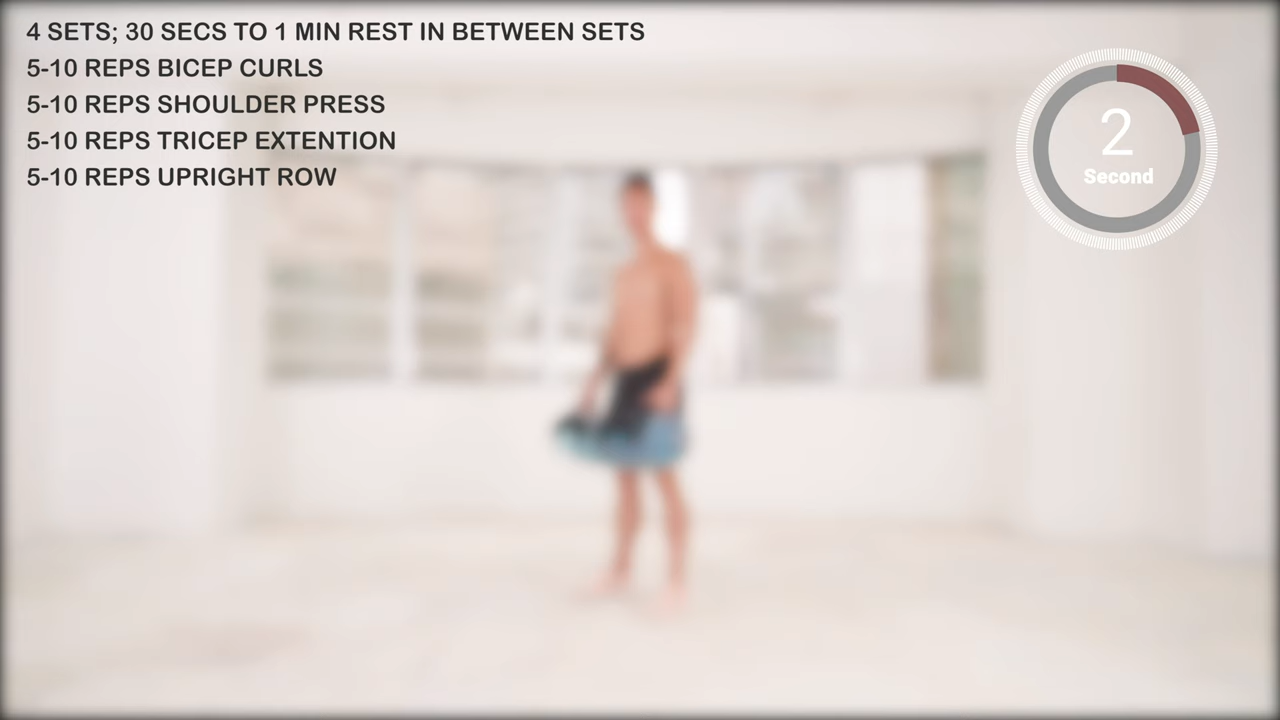 4 SETS; 30 SECS TO 1 MIN REST IN BETWEEN SETS
5-10 REPS BICEP CURLS
5-10 REPS SHOULDER PRESS
5-10 REPS TRICEP EXTENTION
5-10 REPS UPRIGHT ROW
2
Second